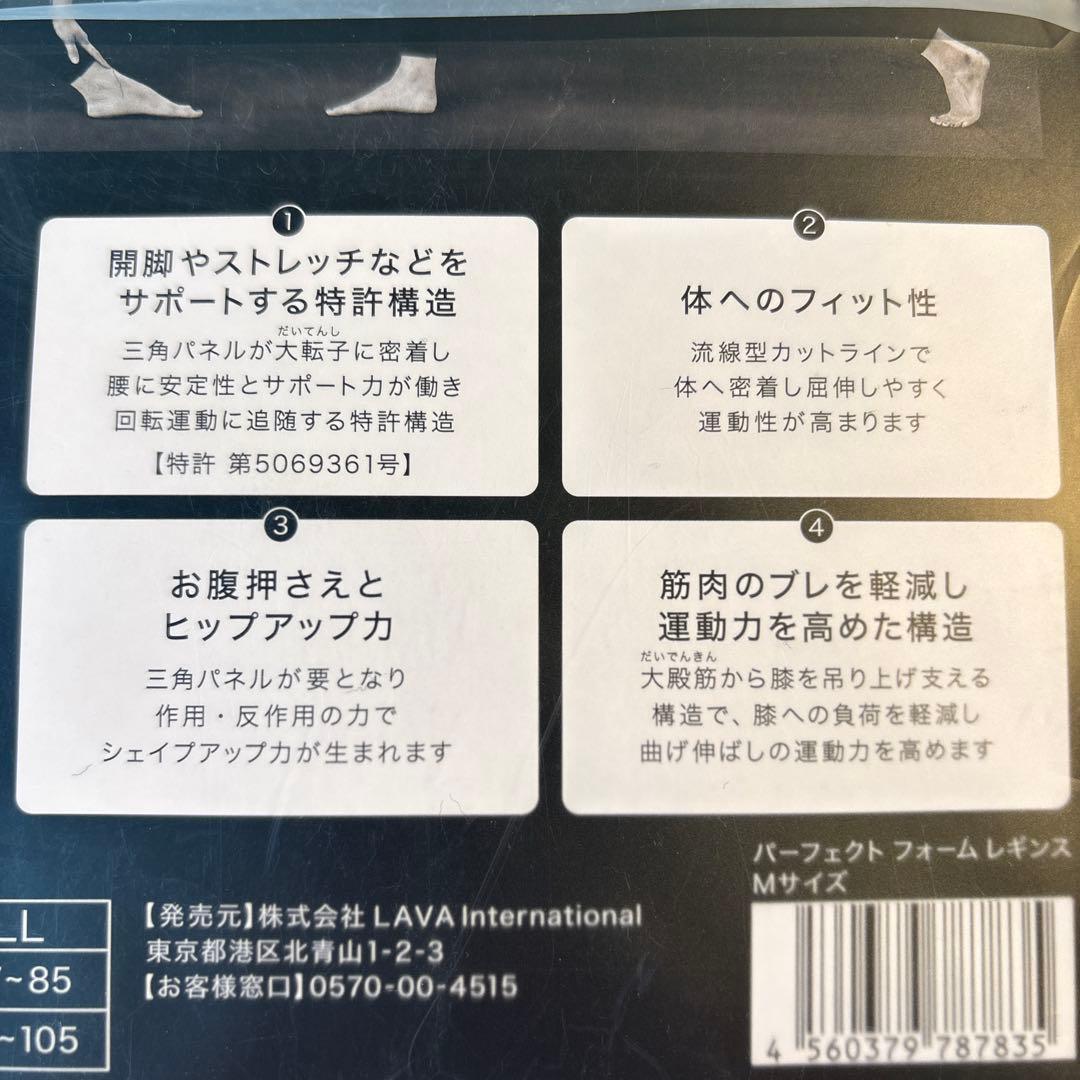 ①
開脚やストレッチなどを
サポートする特許構造
だいてんし
三角パネルが大転子に密着し
腰に安定性とサポート力が働き
回転運動に追随する特許構造
【特許 第5069361号】
②
体へのフィット性
流線型カットラインで
体へ密着し屈伸しやすく
運動性が高まります
③
お腹押さえと
ヒップアップ力
三角パネルが要となり
作用・反作用の力で
シェイプアップ力が生まれます
④
筋肉のブレを軽減し
運動力を高めた構造
だいでんきん
大殿筋から膝を吊り上げ支える
構造で、膝への負荷を軽減し
曲げ伸ばしの運動力を高めます
LL
~85
~105
【発売元】株式会社 LAVA International
東京都港区北青山1-2-3
【お客様窓口】0570-00-4515
パーフェクト フォーム レギンス
Mサイズ
4 560379 787835